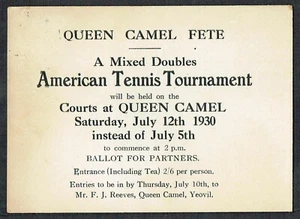 QUEEN CAMEL FETE
A Mixed Doubles
American Tennis Tournament
will be held on the
Courts at QUEEN CAMEL
Saturday, July 12th 1930
instead of July 5th
to commence at 2 p.m.
BALLOT FOR PARTNERS.
Entrance (Including Tea) 2/6 per person.
Entries to be in by Thursday, July 10th, to
Mr. F. J. Reeves, Queen Camel, Yeovil.